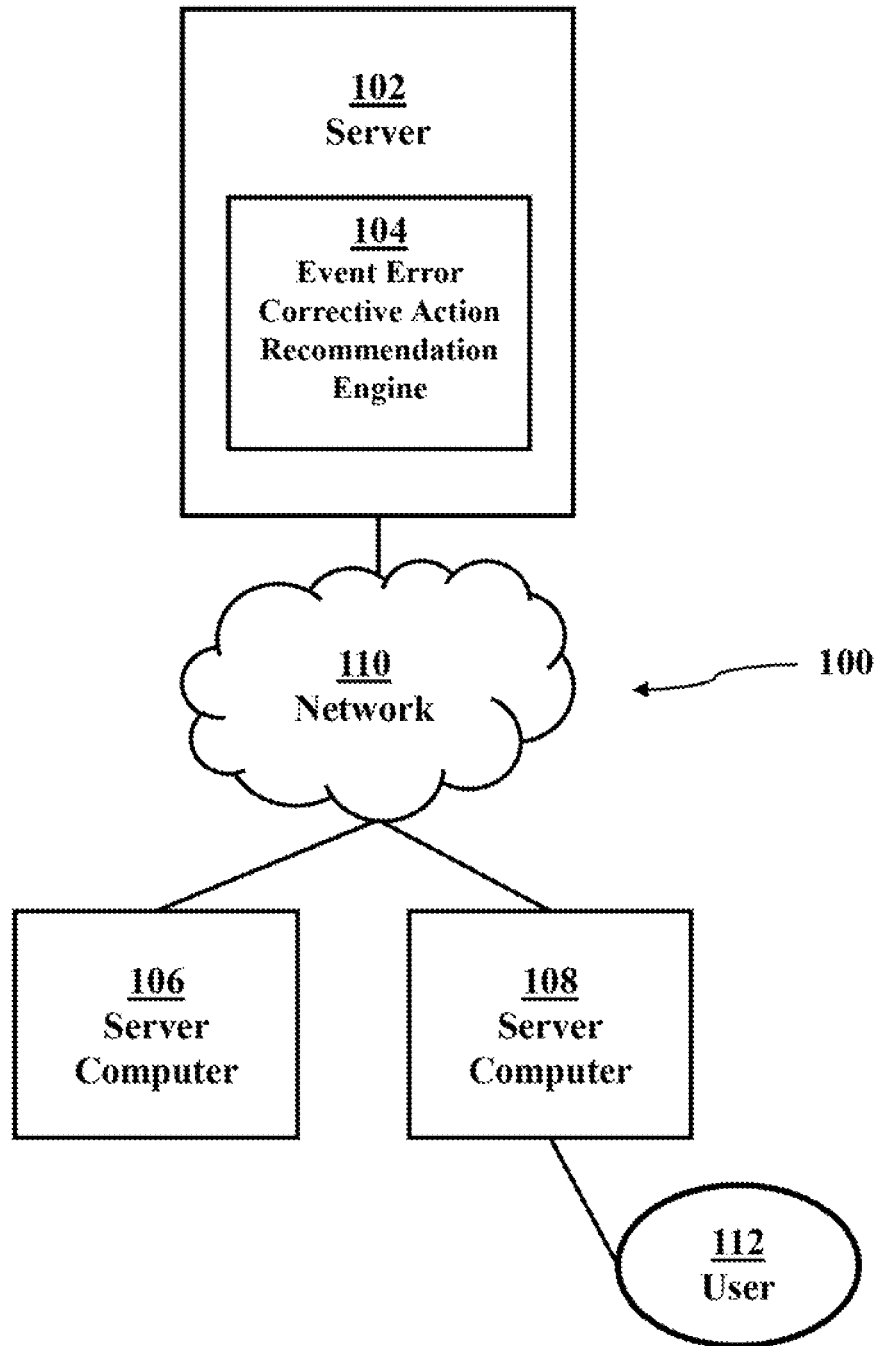 102
Server
104
Event Error
Corrective Action
Recommendation
Engine
110
Network
100
106
Server
Computer
108
Server
Computer
112
User